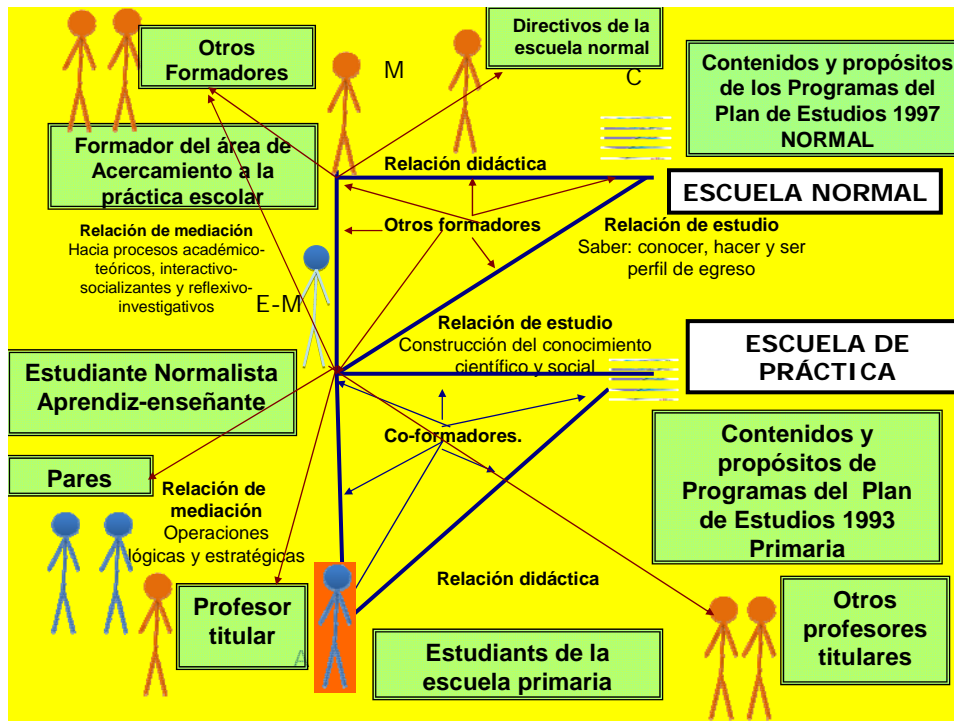 Otros
Formadores
M
Directivos de la
escuela normal
C
Contenidos y propósitos
de los Programas del
Plan de Estudios 1997
NORMAL
Formador del área de
Acercamiento a la
práctica escolar
Relación didáctica
ESCUELA NORMAL
Relación de mediación
Hacia procesos académico-
teóricos, interactivo-
socializantes y reflexivo-
investigativos
Otros formadores
Relación de estudio
Saber: conocer, hacer y ser
perfil de egreso
E-M
Relación de estudio
Construcción del conocimiento
científico y social
ESCUELA DE
PRÁCTICA
Estudiante Normalista
Aprendiz-enseñante
Co-formadores.
Contenidos y
propósitos de
Programas del Plan
de Estudios 1993
Primaria
Pares
Relación de
mediación
Operaciones
lógicas y estratégicas
Relación didáctica
Profesor
titular
A
Estudiants de la
escuela primaria
Otros
profesores
titulares